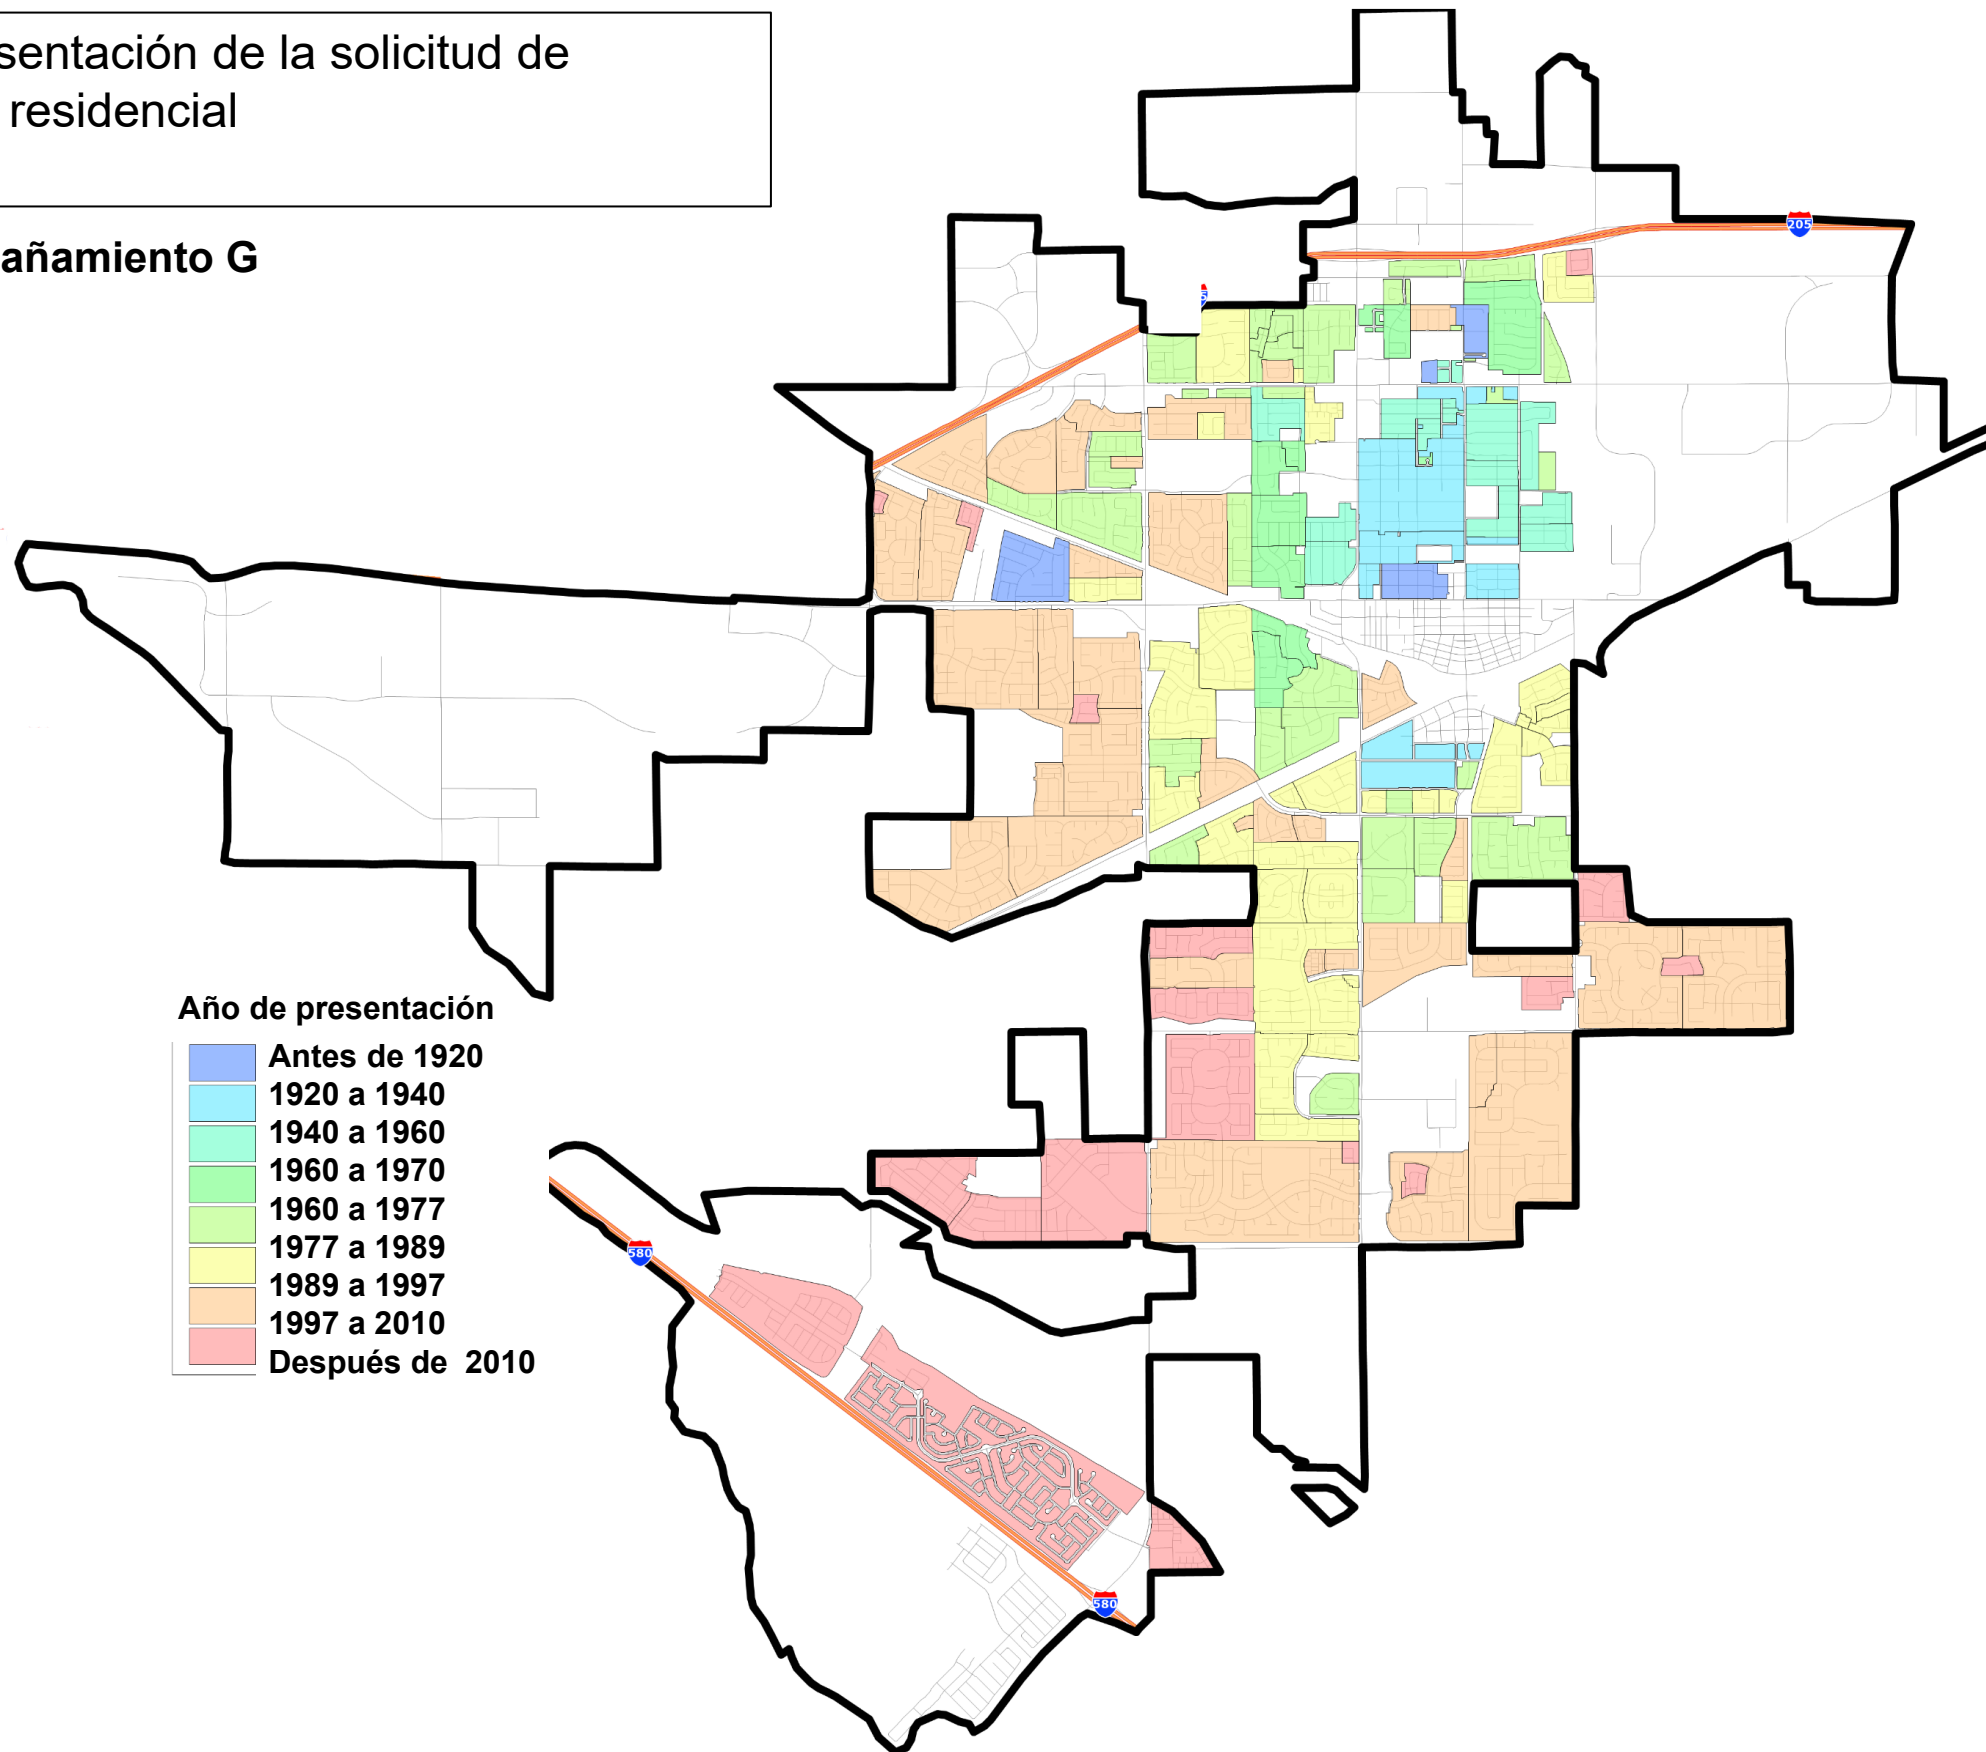 sentación de la solicitud de
residencial
añamiento G
205
Año de presentación
Antes de 1920
1920 a 1940
1940 a 1960
1960 a 1970
1960 a 1977
1977 a 1989
1989 a 1997
1997 a 2010
Después de 2010
580
580